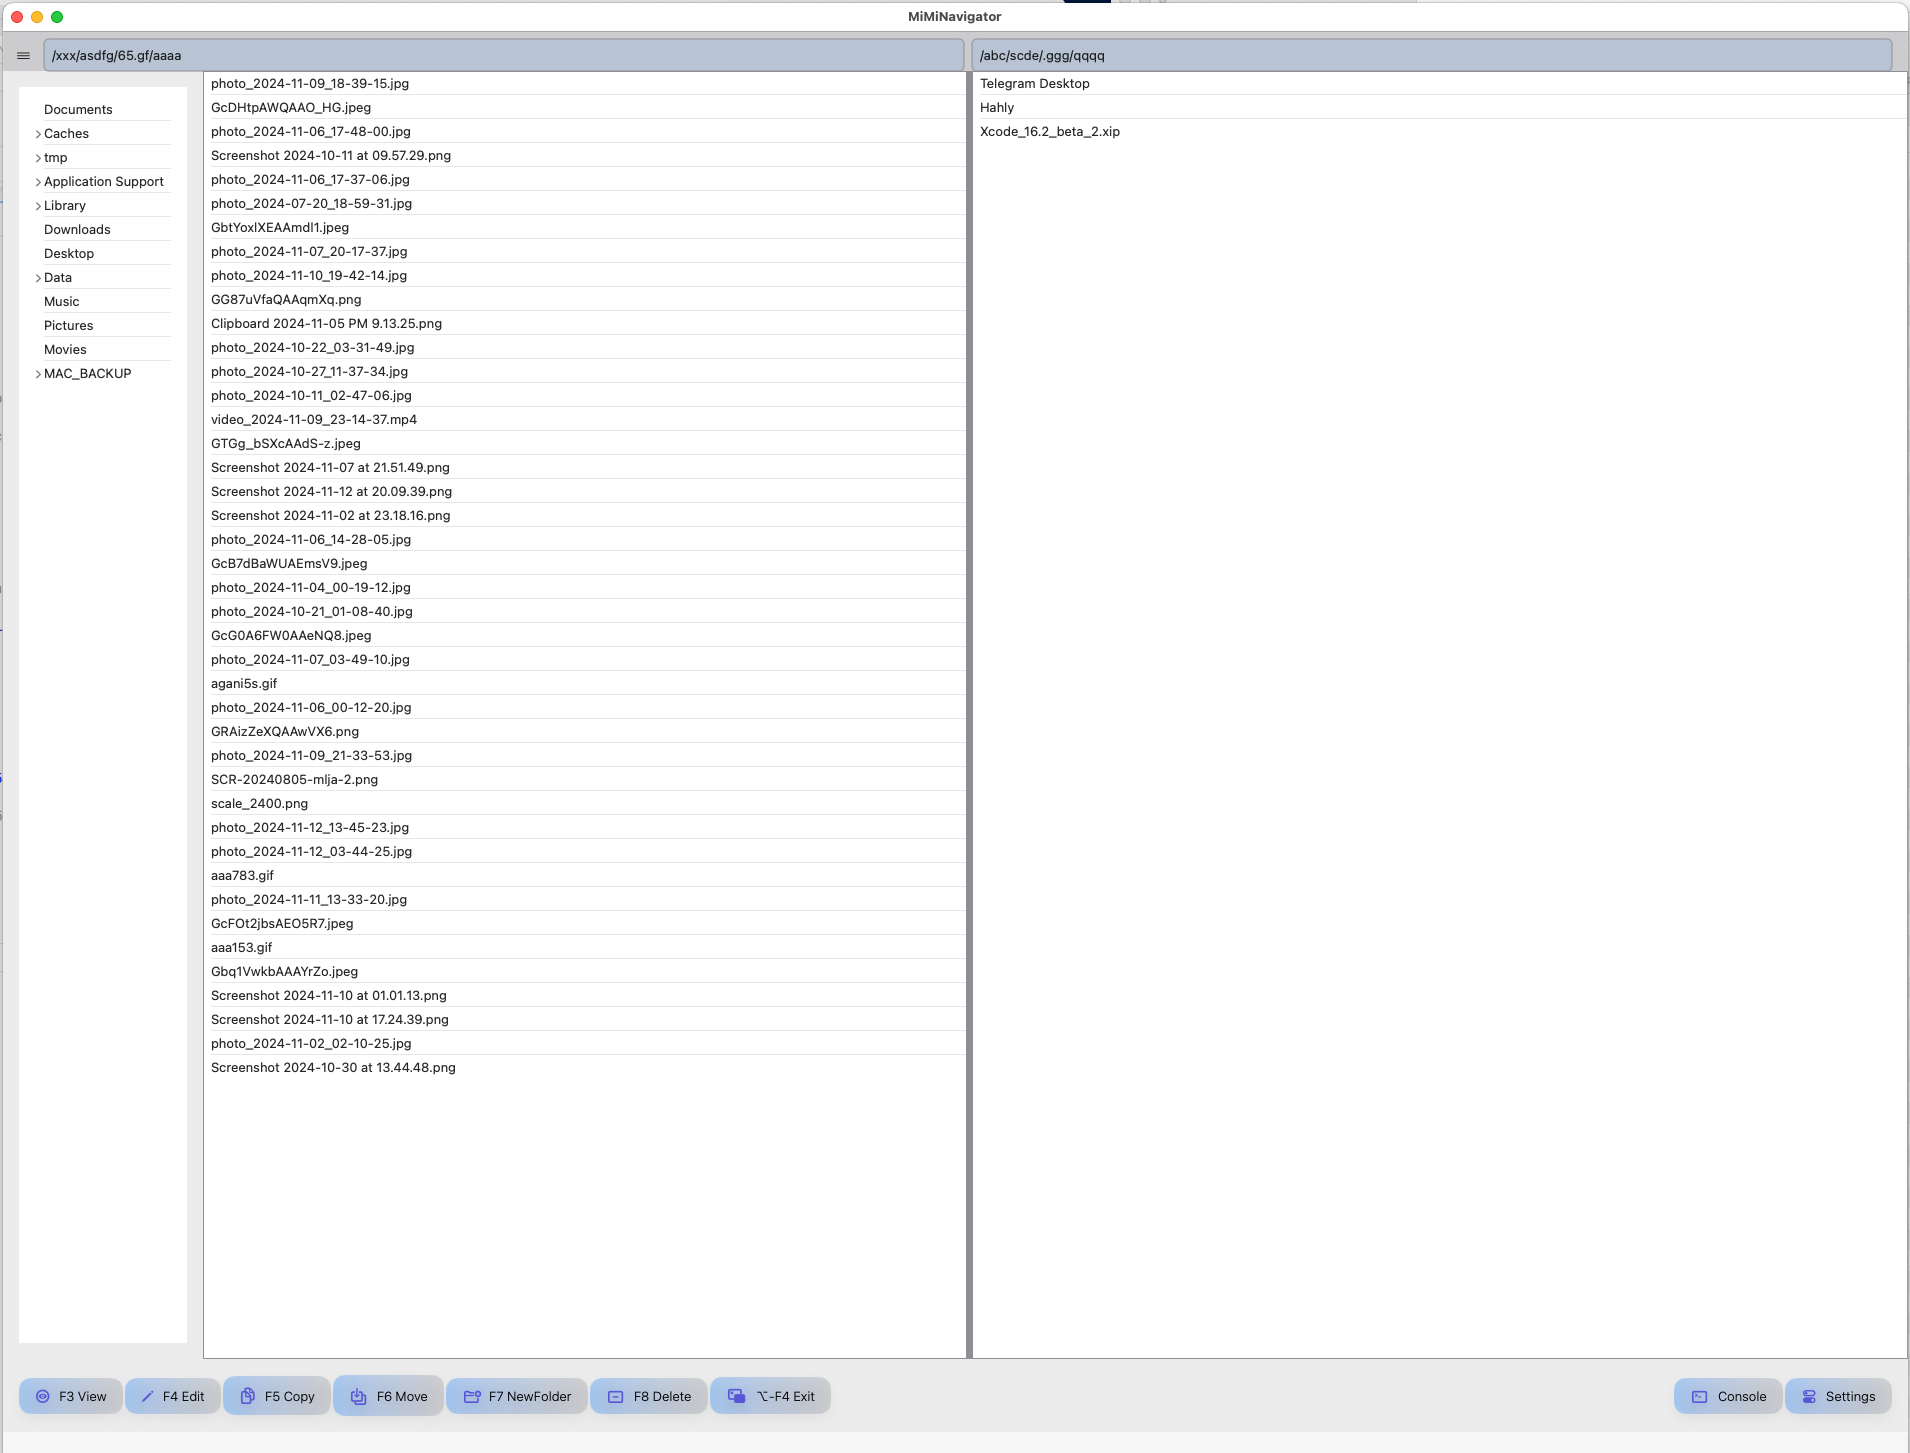 MiMiNavigator
/xxx/asdfg/65.gf/aaaa
/abc/scde/.ggg/qqqq
Documents
Caches
tmp
Application Support
Library
Downloads
Desktop
Data
Music
Pictures
Movies
MAC_BACKUP
photo_2024-11-09_18-39-15.jpg
GcDHtpAWQAAO_HG.jpeg
photo_2024-11-06_17-48-00.jpg
Screenshot 2024-10-11 at 09.57.29.png
photo_2024-11-06_17-37-06.jpg
photo_2024-07-20_18-59-31.jpg
GbtYoxlXEAAmdl1.jpeg
photo_2024-11-07_20-17-37.jpg
photo_2024-11-10_19-42-14.jpg
GG87uVfaQAAqmXq.png
Clipboard 2024-11-05 PM 9.13.25.png
photo_2024-10-22_03-31-49.jpg
photo_2024-10-27_11-37-34.jpg
photo_2024-10-11_02-47-06.jpg
video_2024-11-09_23-14-37.mp4
GTGg_bSXcAAdS-z.jpeg
Screenshot 2024-11-07 at 21.51.49.png
Screenshot 2024-11-12 at 20.09.39.png
Screenshot 2024-11-02 at 23.18.16.png
photo_2024-11-06_14-28-05.jpg
GcB7dBaWUAEmsV9.jpeg
photo_2024-11-04_00-19-12.jpg
photo_2024-10-21_01-08-40.jpg
GcG0A6FW0AAeNQ8.jpeg
photo_2024-11-07_03-49-10.jpg
agani5s.gif
photo_2024-11-06_00-12-20.jpg
GRAizZeXQAAwVX6.png
photo_2024-11-09_21-33-53.jpg
SCR-20240805-mlja-2.png
scale_2400.png
photo_2024-11-12_13-45-23.jpg
photo_2024-11-12_03-44-25.jpg
aaa783.gif
photo_2024-11-11_13-33-20.jpg
GcFOt2jbsAEO5R7.jpeg
aaa153.gif
Gbq1VwkbAAAYrZo.jpeg
Screenshot 2024-11-10 at 01.01.13.png
Screenshot 2024-11-10 at 17.24.39.png
photo_2024-11-02_02-10-25.jpg
Screenshot 2024-10-30 at 13.44.48.png
Telegram Desktop
Hahly
Xcode_16.2_beta_2.xip
F3 View
F4 Edit
F5 Copy
F6 Move
F7 NewFolder
F8 Delete
⌥-F4 Exit
Console
Settings